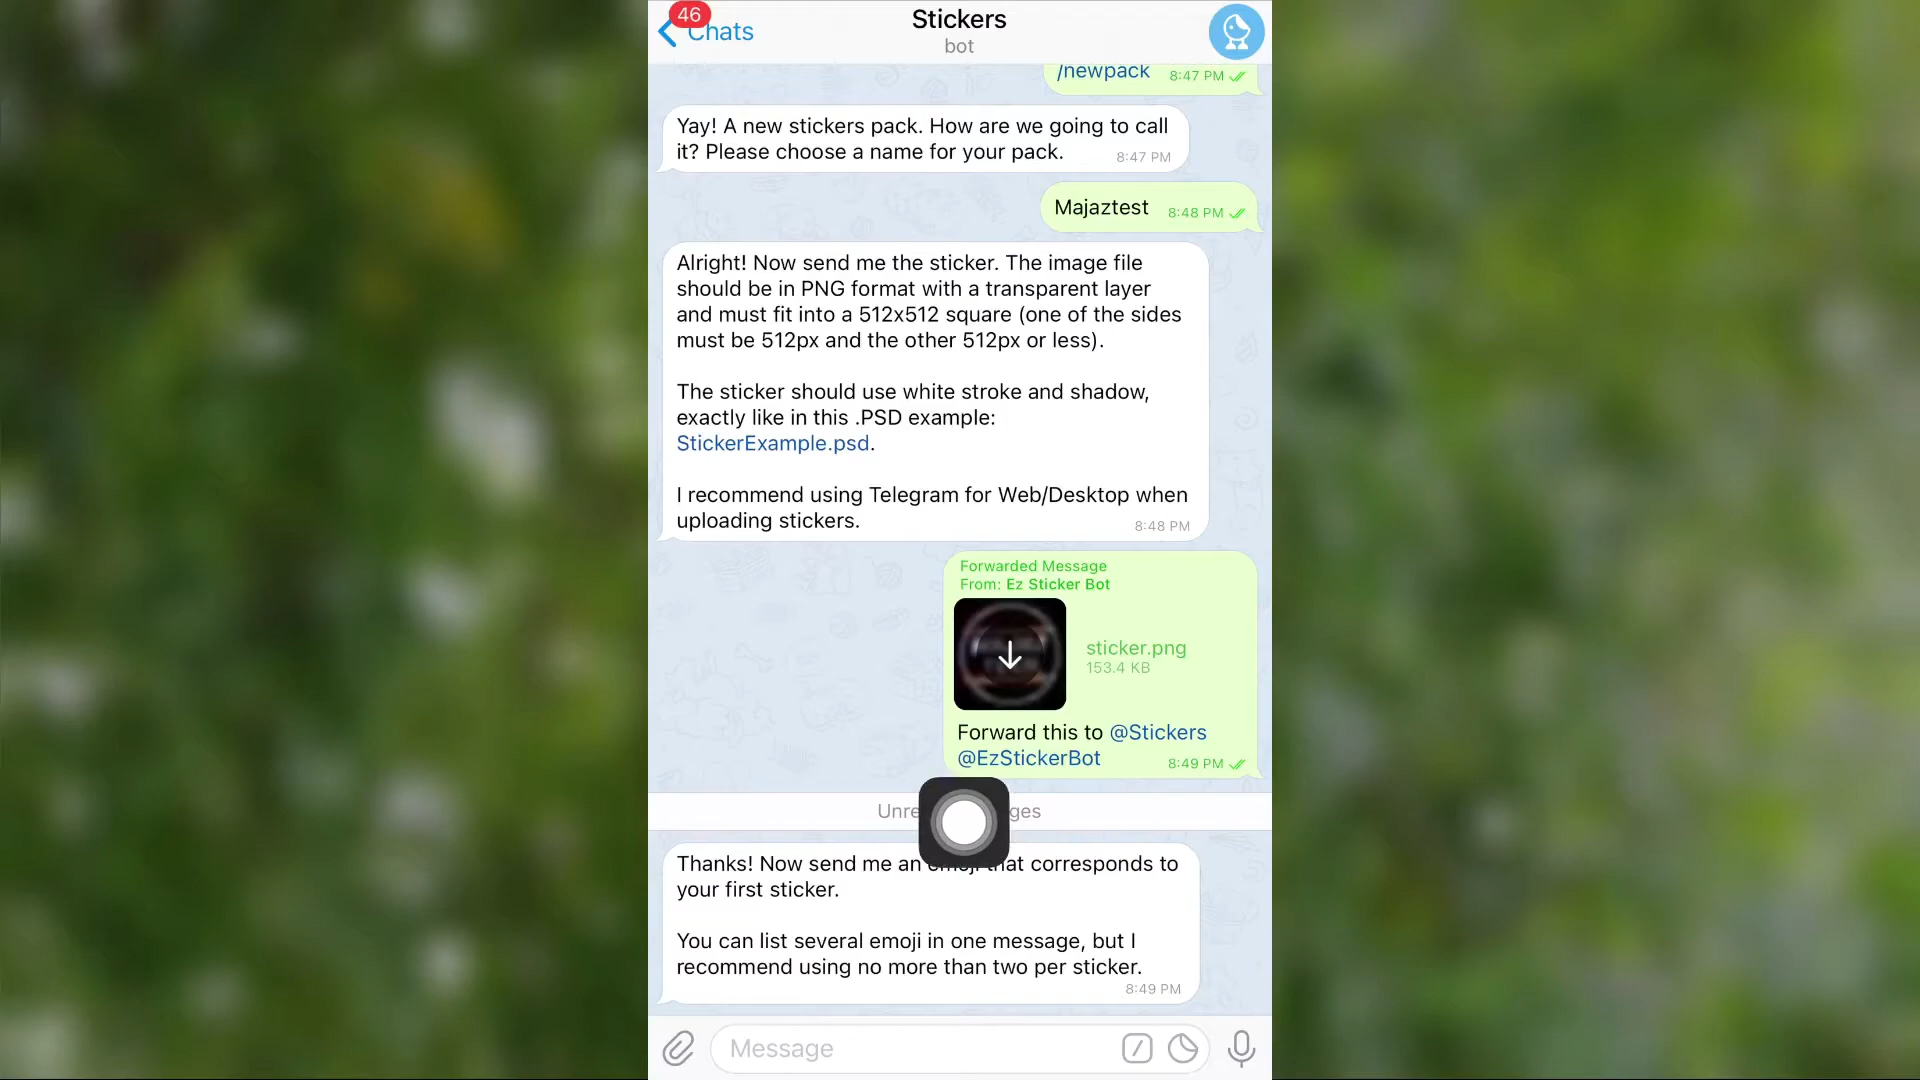 46
Chats
Stickers
bot
/newpack 8:47 PM
Yay! A new stickers pack. How are we going to call
it? Please choose a name for your pack. 8:47 PM
Majaztest 8:48 PM
Alright! Now send me the sticker. The image file
should be in PNG format with a transparent layer
and must fit into a 512x512 square (one of the sides
must be 512px and the other 512px or less).
The sticker should use white stroke and shadow,
exactly like in this .PSD example:
StickerExample.psd.
I recommend using Telegram for Web/Desktop when
uploading stickers. 8:48 PM
Forwarded Message
From: Ez Sticker Bot
sticker.png
153.4 KB
Forward this to @Stickers
@EzStickerBot 8:49 PM
Thanks! Now send me an emoji that corresponds to
your first sticker.
You can list several emoji in one message, but I
recommend using no more than two per sticker.
8:49 PM
Message